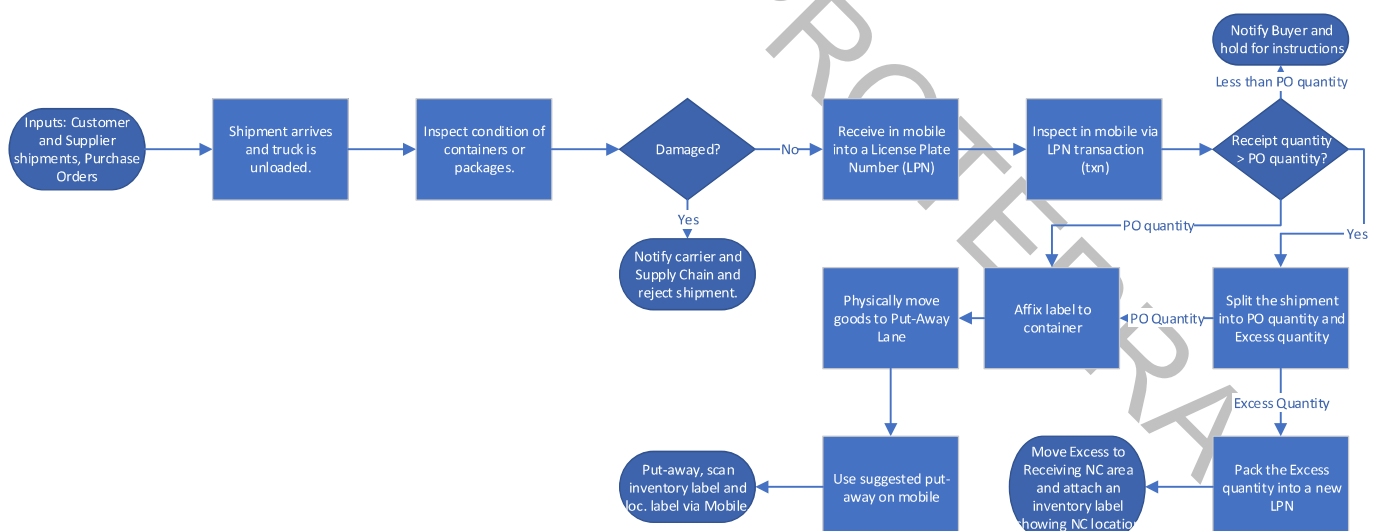 Notify Buyer and
hold for instructions
Less than PO quantity
Inputs: Customer
and Supplier
shipments, Purchase
Orders
Shipment arrives
and truck is
unloaded.
Inspect condition of
containers or
packages.
Damaged?
No
Receive in mobile
into a License Plate
Number (LPN)
Inspect in mobile via
LPN transaction
(txn)
Receipt quantity
> PO quantity?
Yes
Notify carrier and
Supply Chain and
reject shipment.
PO quantity
Yes
Physically move
goods to Put-Away
Lane
Affix label to
container
PO Quantity
Split the shipment
into PO quantity and
Excess quantity
Excess Quantity
Put-away, scan
inventory label and
loc. label via Mobile
Use suggested put-
away on mobile
Move Excess to
Receiving NC area
and attach an
inventory label
showing NC location
Pack the Excess
quantity into a new
LPN
ROTERRA